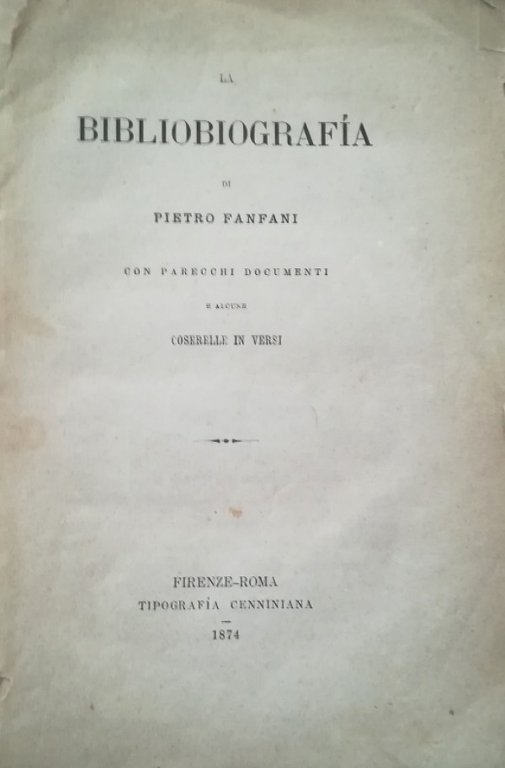 LA
BIBLIOBIOGRAFÍA
DI
PIETRO FANFANI
CON PARECCHI DOCUMENTI
E ALCUNE
COSERELLE IN VERSI
FIRENZE-ROMA
TIPOGRAFÍA CENNINIANA
1874